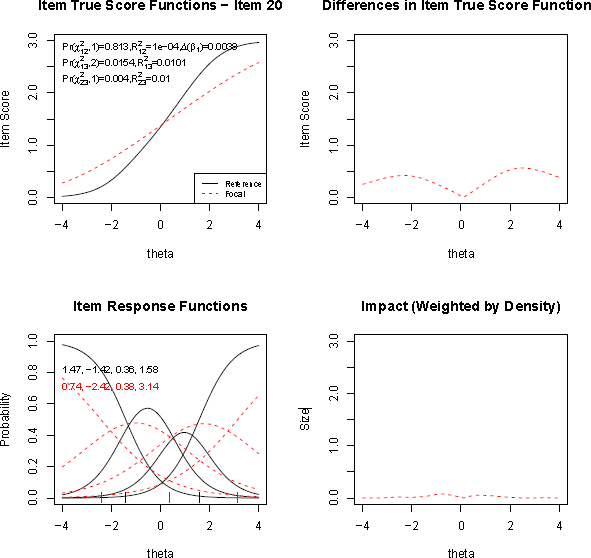 Item True Score Functions − Item 20
Pr(χ²₁₂,1)=0.813,R²₁₂=1e−04,Δ(β₁)=0.0038
Pr(χ²₁₃,2)=0.0154,R²₁₃=0.0101
Pr(χ²₂₃,1)=0.004,R²₂₃=0.01
Item Score
0.0 1.0 2.0 3.0
Reference
Focal
−4 −2 0 2 4
theta
Differences in Item True Score Function
Item Score
0.0 1.0 2.0 3.0
−4 −2 0 2 4
theta
Item Response Functions
1.47, −1.42, 0.36, 1.58
0.74, −2.42, 0.38, 3.14
Probability
0.0 0.2 0.4 0.6 0.8 1.0
−4 −2 0 2 4
theta
Impact (Weighted by Density)
Size
0.0 1.0 2.0 3.0
−4 −2 0 2 4
theta